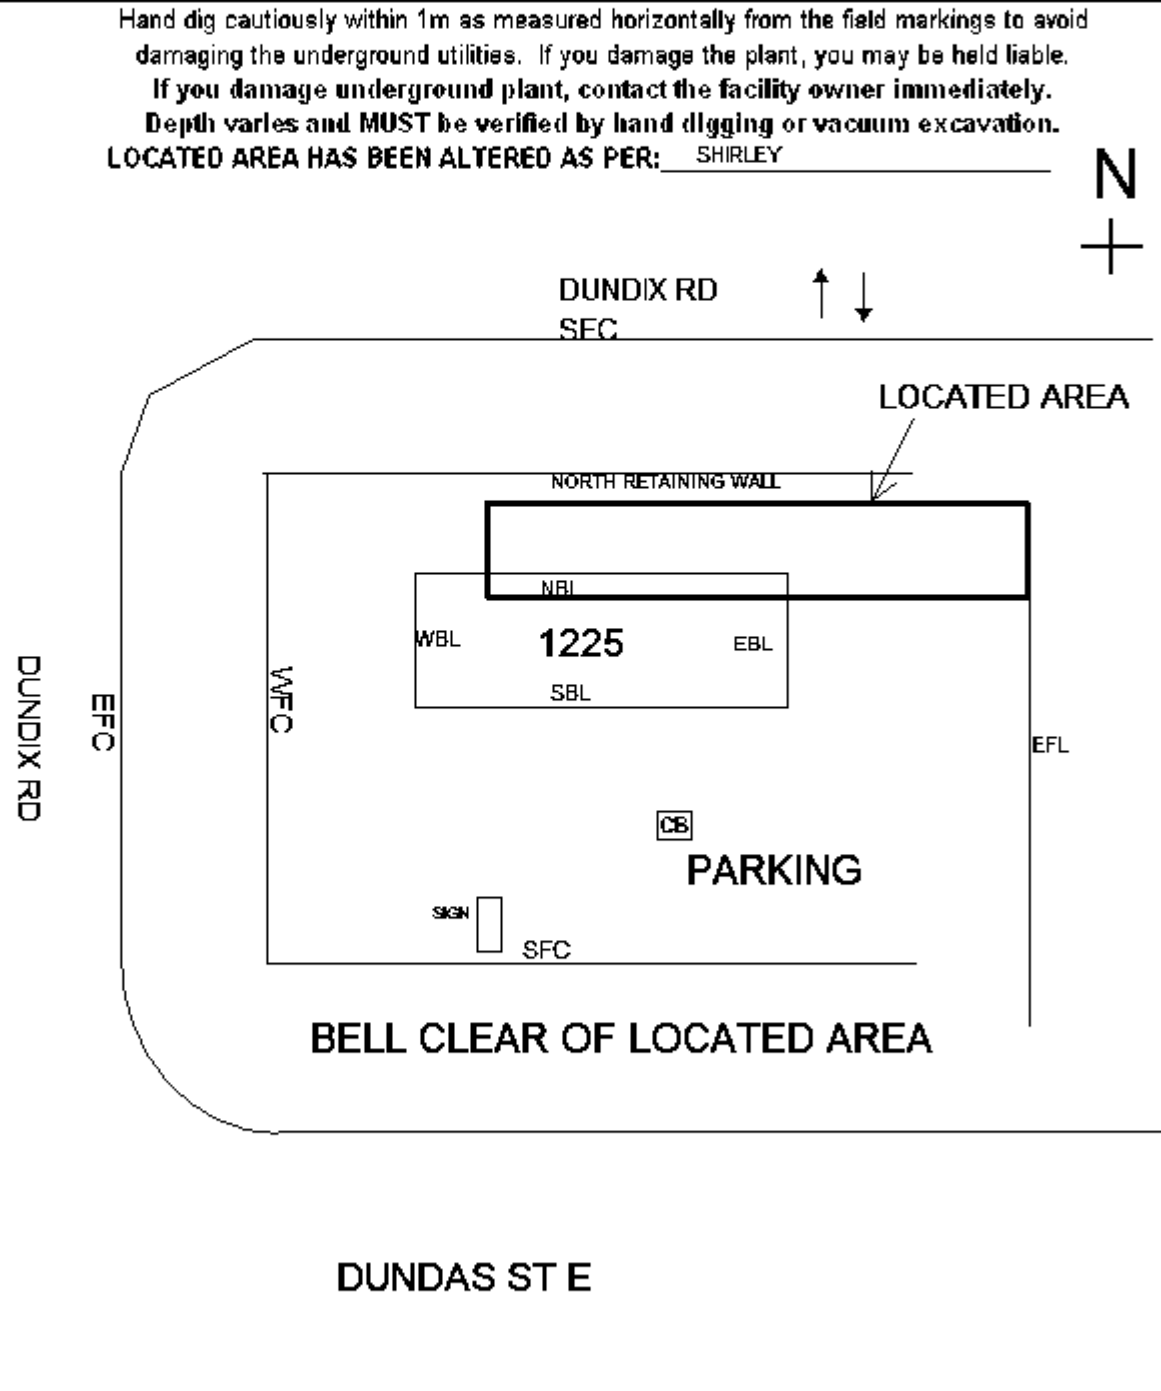 Hand dig cautiously within 1m as measured horizontally from the field markings to avoid
damaging the underground utilities. If you damage the plant, you may be held liable.
If you damage underground plant, contact the facility owner immediately.
Depth varies and MUST be verified by hand digging or vacuum excavation.
LOCATED AREA HAS BEEN ALTERED AS PER: SHIRLEY
N
DUNDIX RD
SFC
LOCATED AREA
NORTH RETAINING WALL
NBL
WBL
1225
EBL
SBL
DUNDIX RD
EFC
WFC
EFL
CB
PARKING
SIGN
SFC
BELL CLEAR OF LOCATED AREA
DUNDAS ST E